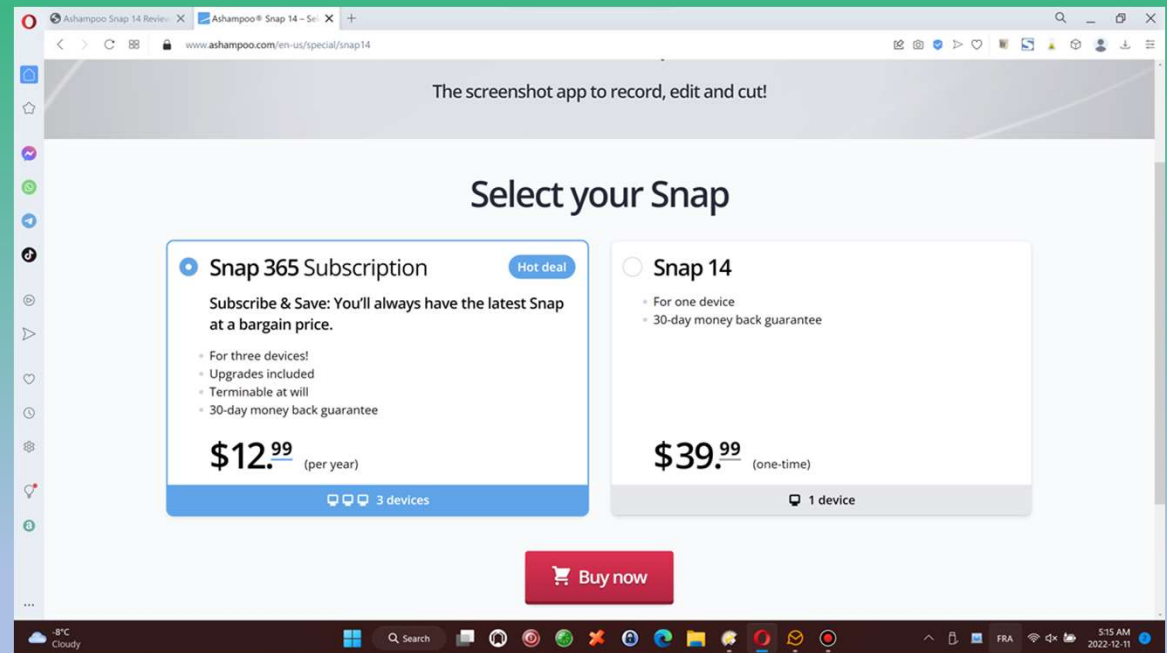 Ashampoo Snap 14 Review
Ashampoo® Snap 14 – Sel
www.ashampoo.com/en-us/special/snap14
The screenshot app to record, edit and cut!
Select your Snap
Snap 365 Subscription
Hot deal
Subscribe & Save: You'll always have the latest Snap
at a bargain price.
For three devices!
Upgrades included
Terminable at will
30-day money back guarantee
$12.99 (per year)
3 devices
Snap 14
For one device
30-day money back guarantee
$39.99 (one-time)
1 device
Buy now
-8°C
Cloudy
Search
FRA
5:15 AM
2022-12-11